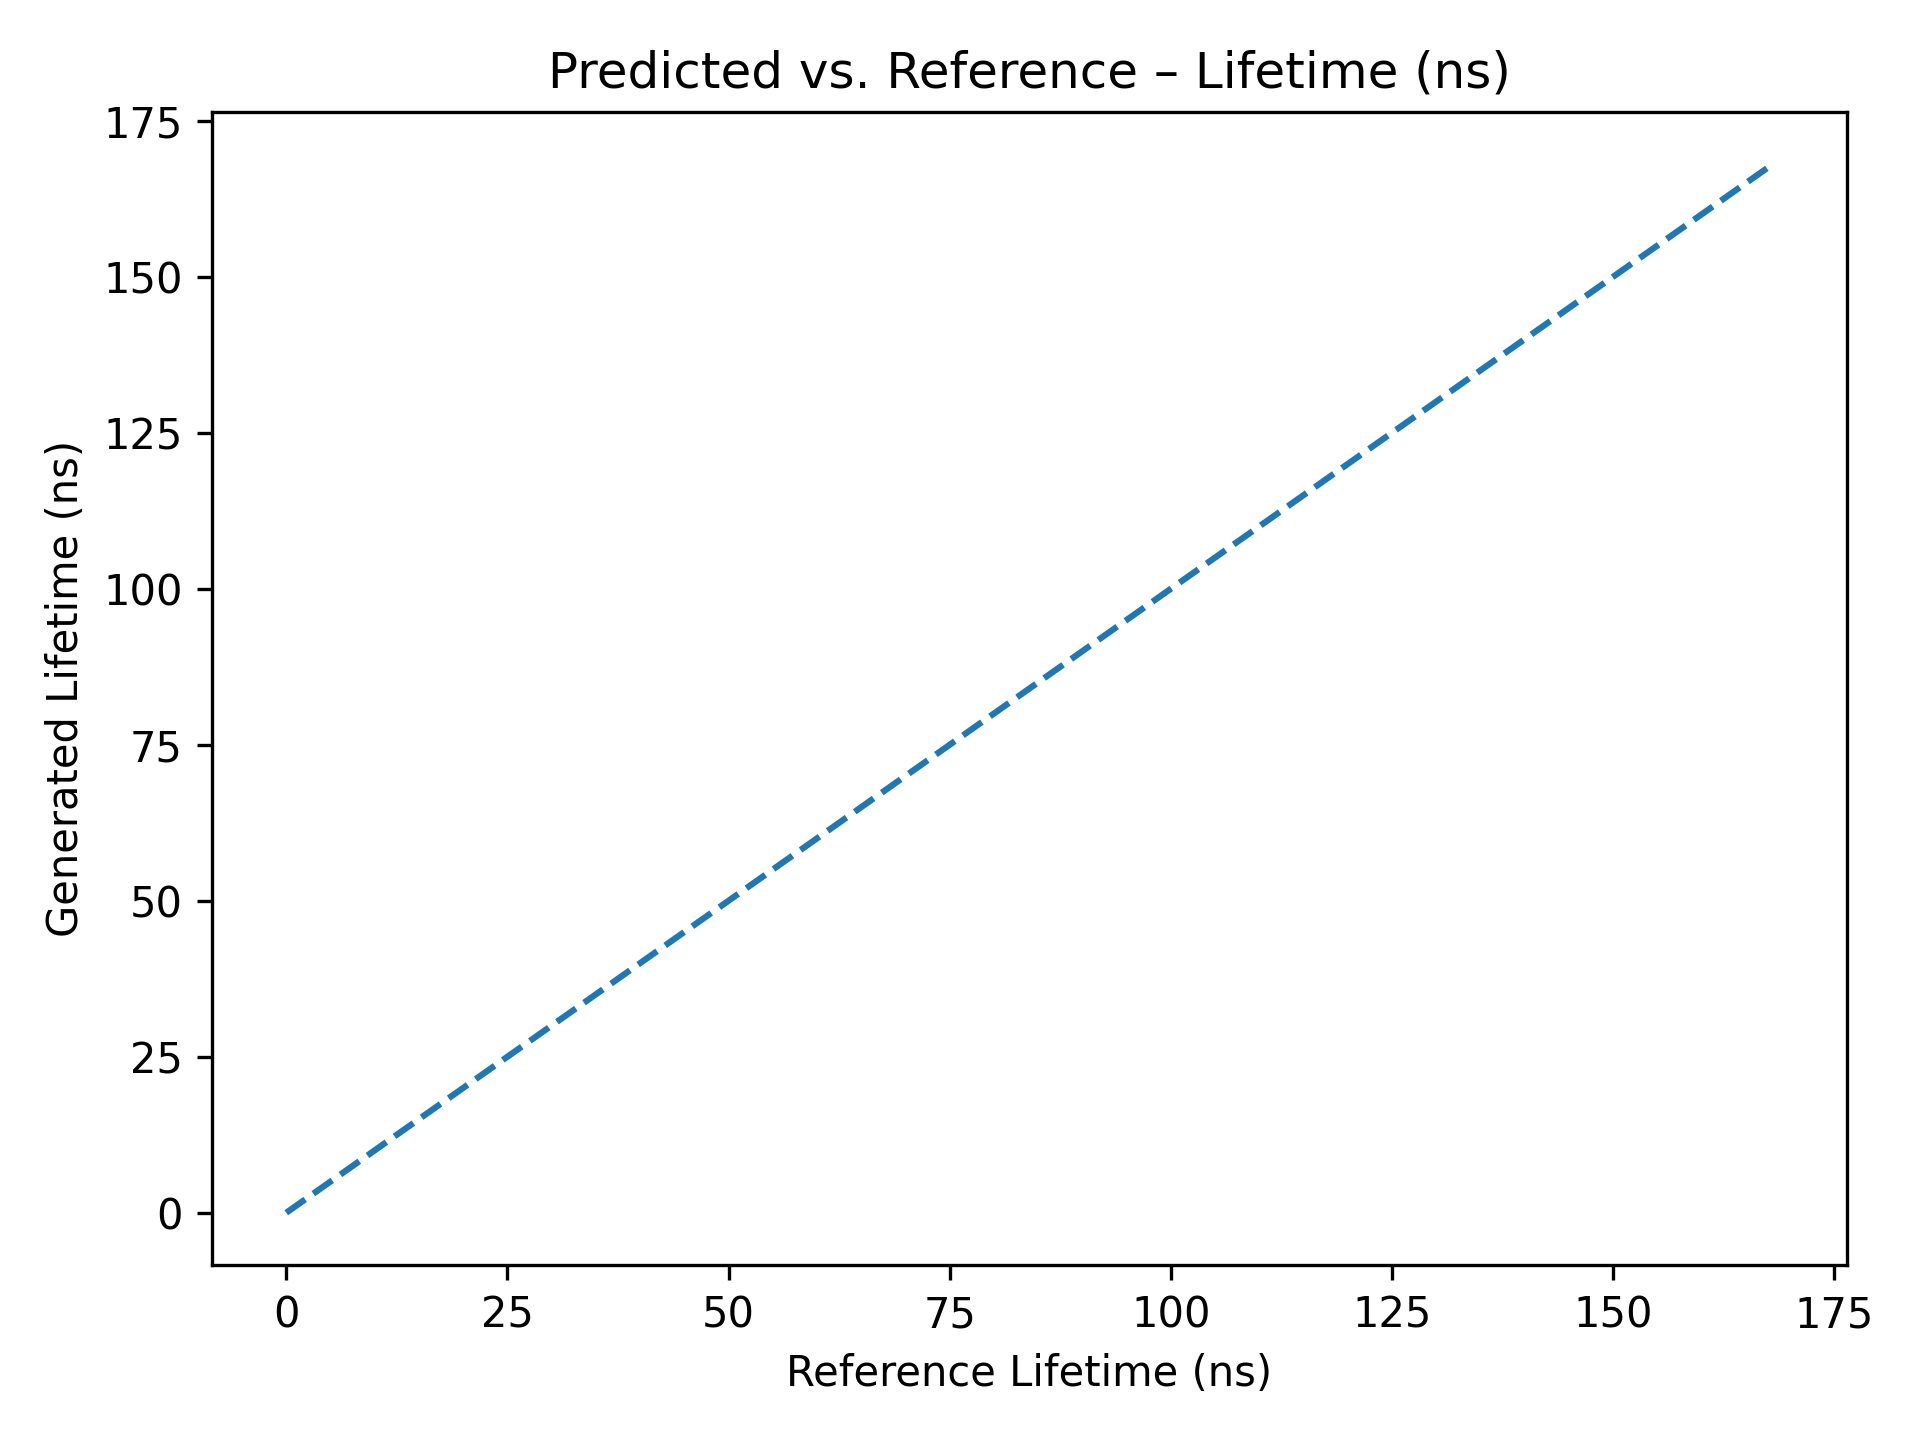 Predicted vs. Reference – Lifetime (ns)
175
150
125
100
75
50
25
0
Generated Lifetime (ns)
0 25 50 75 100 125 150 175
Reference Lifetime (ns)